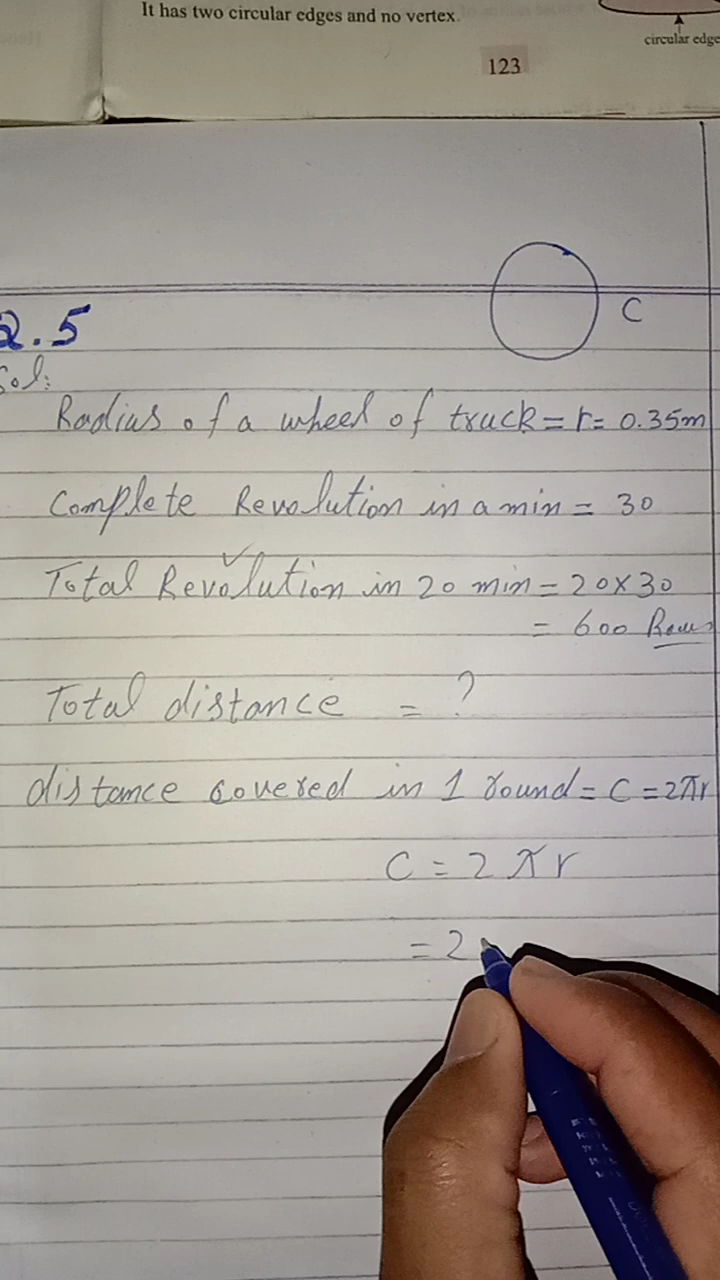 It has two circular edges and no vertex.
circular edge
123
C
Q.5
Sol:
Radius of a wheel of truck = r = 0.35m
Complete Revolution in a min = 30
Total Revolution in 20 min = 20 x 30
= 600
Total distance = ?
distance covered in 1 round = C = 2πr
C = 2πr
= 2